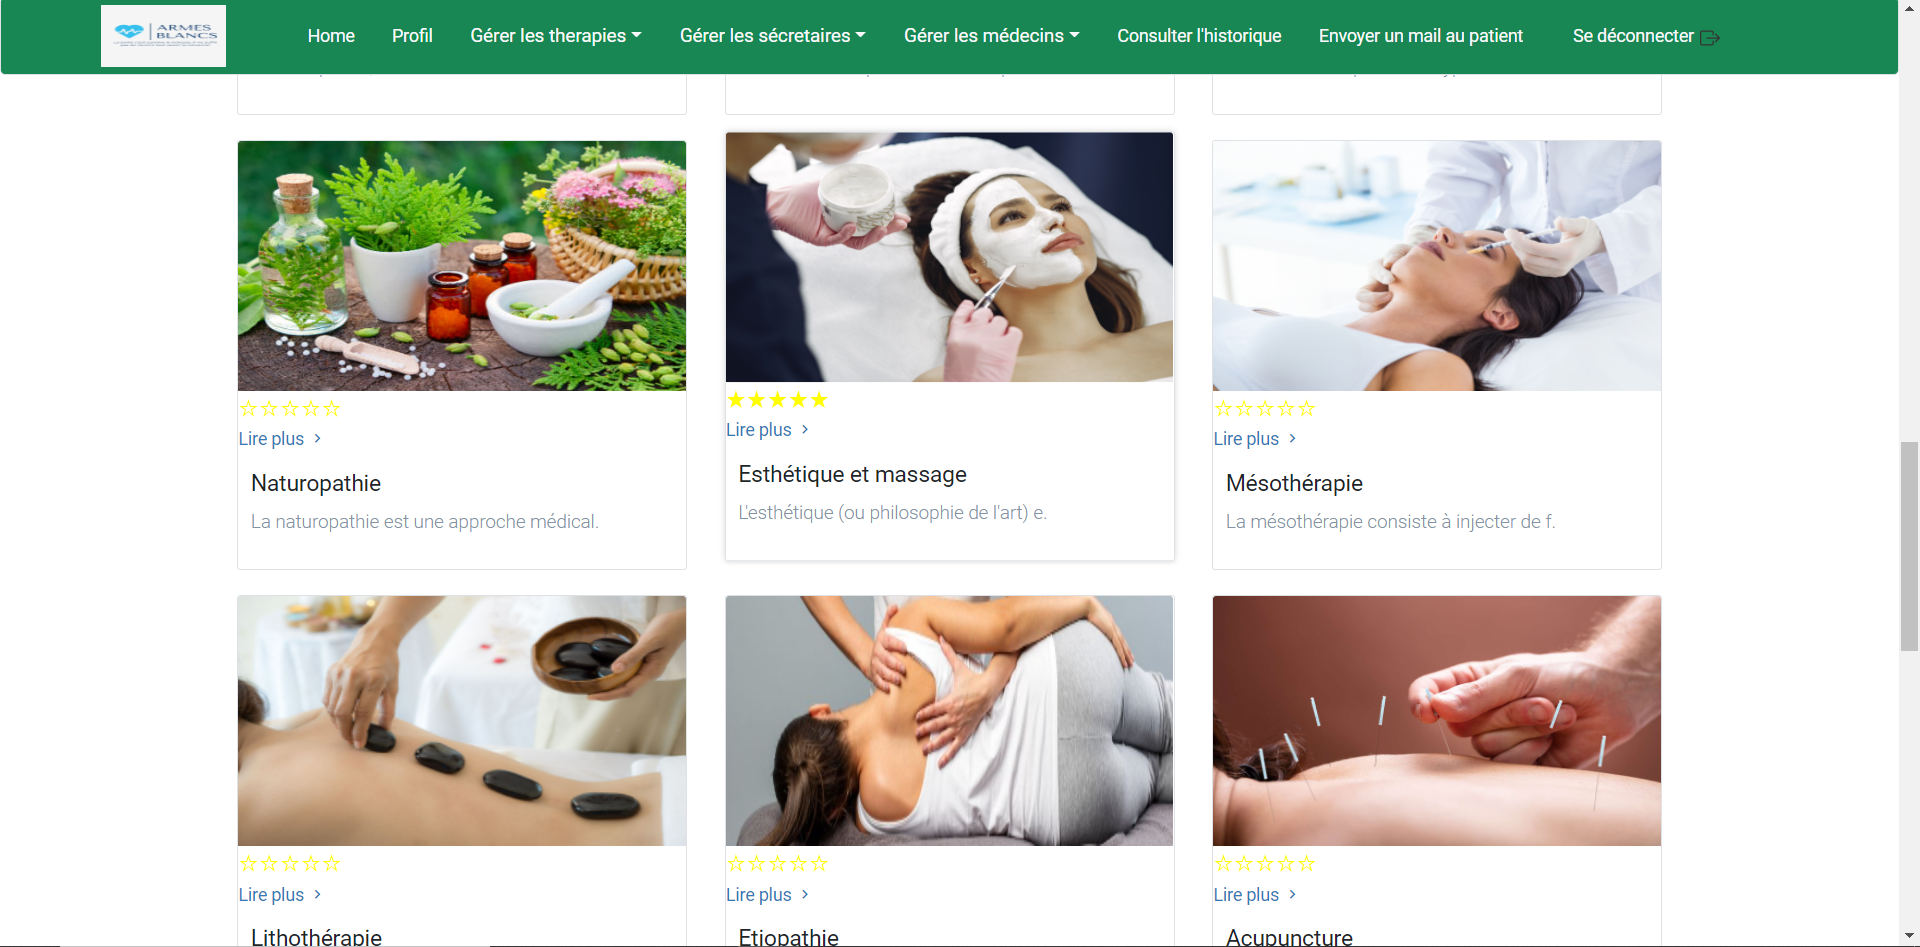 ARMES
BLANCS
Home
Profil
Gérer les therapies
Gérer les sécretaires
Gérer les médecins
Consulter l'historique
Envoyer un mail au patient
Se déconnecter
Lire plus
Lire plus
Lire plus
Naturopathie
Esthétique et massage
Mésothérapie
La naturopathie est une approche médical.
L'esthétique (ou philosophie de l'art) e.
La mésothérapie consiste à injecter de f.
Lire plus
Lire plus
Lire plus
Lithothérapie
Etiopathie
Acupuncture